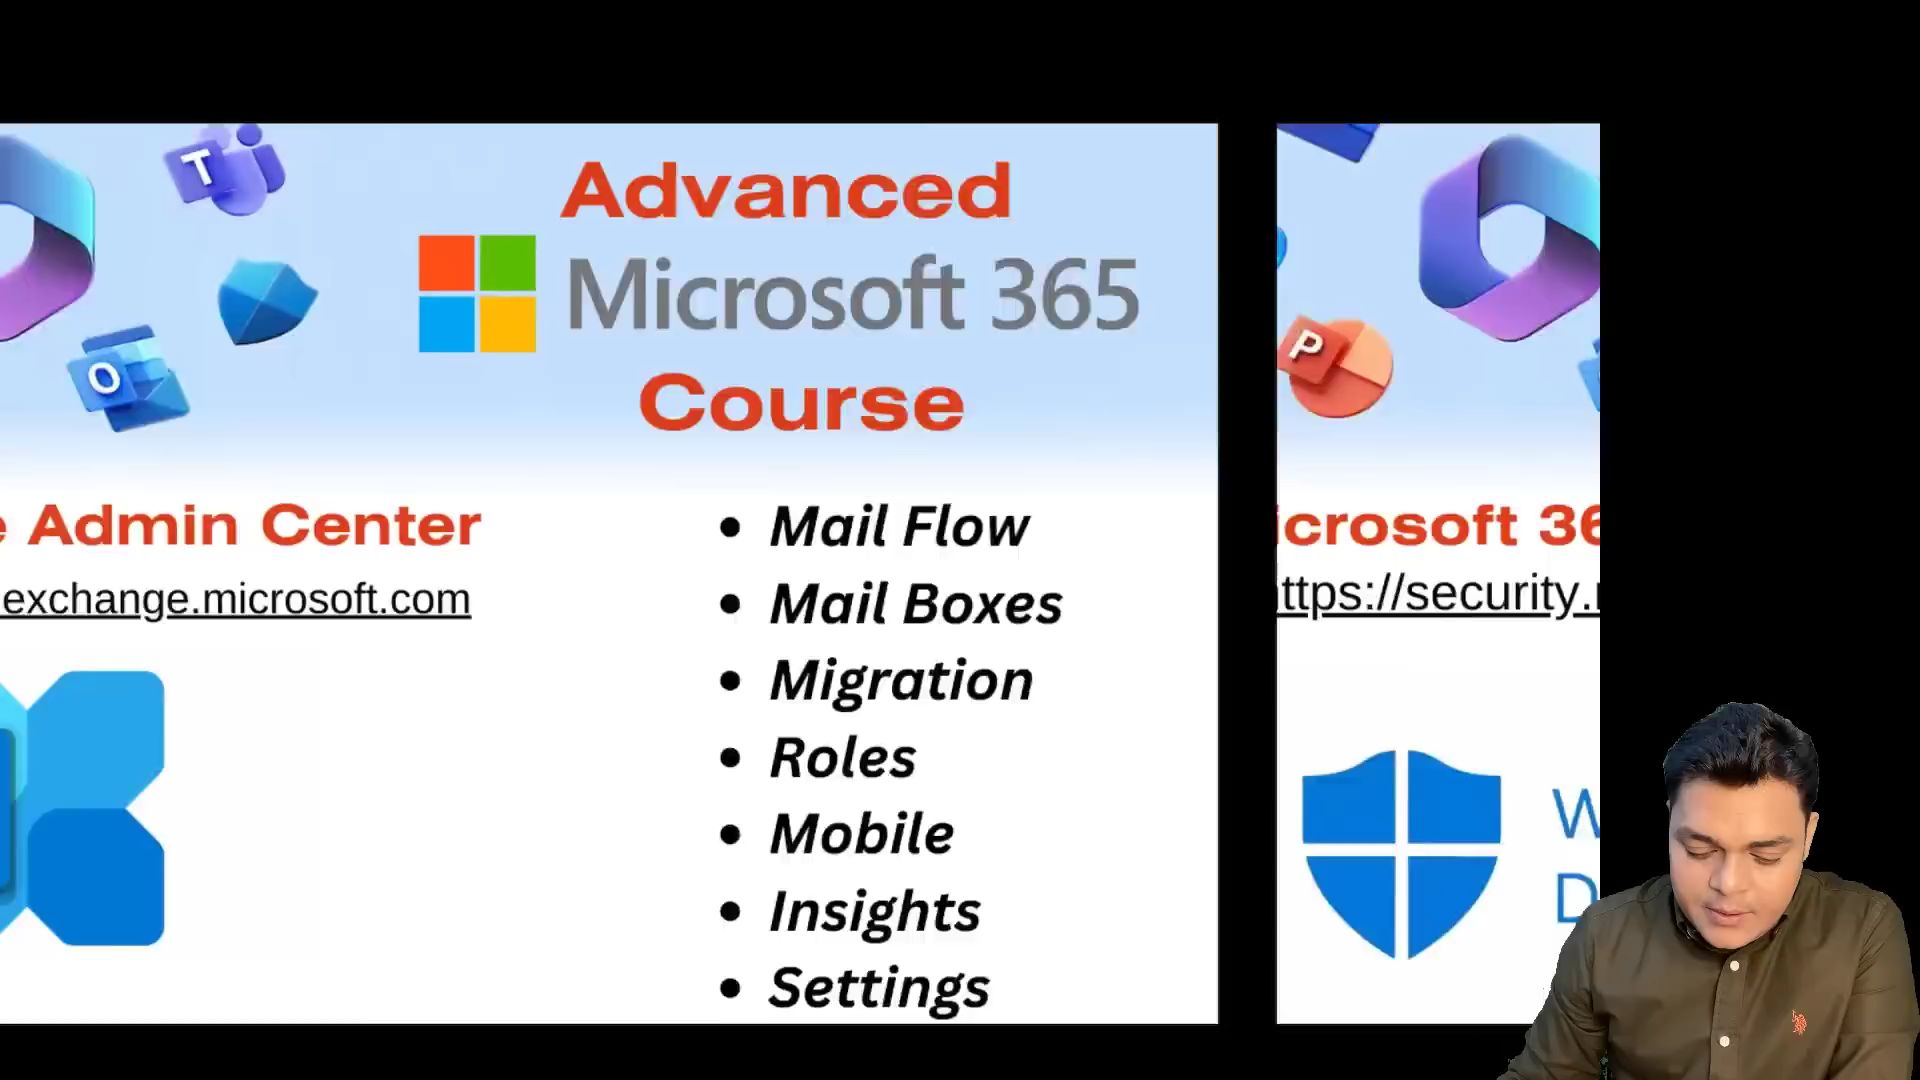 Advanced
Microsoft 365
Course
Admin Center
exchange.microsoft.com
Mail Flow
Mail Boxes
Migration
Roles
Mobile
Insights
Settings
T
O
P
icrosoft 36
ttps://security.
W
D